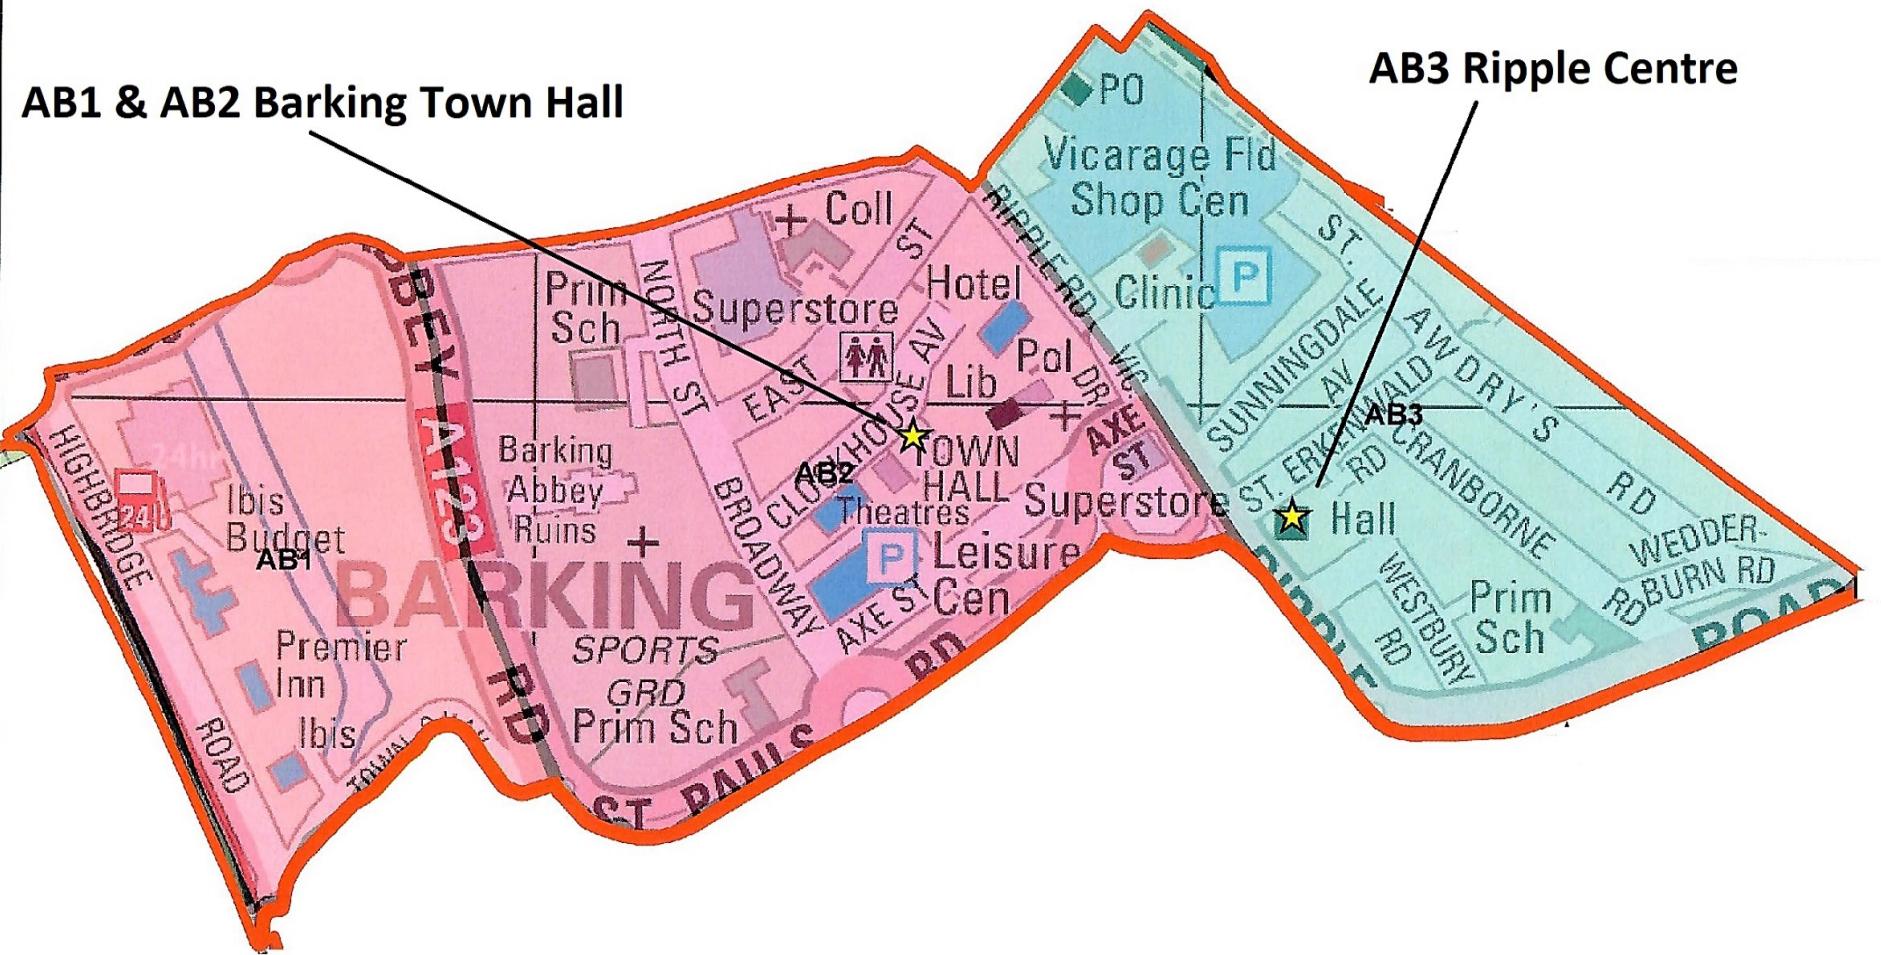 AB1 & AB2 Barking Town Hall
AB3 Ripple Centre
PO
Vicarage Fld
Shop Cen
Coll
ST
RIPPLE RD
ST.
AWDRY'S
RD
Hotel
Clinic
P
Prim
Sch
NORTH ST
Superstore
EAST
CLOCKHOUSE AV
Pol
Lib
VIC.
DR
SUNNINGDALE
AV
ST. ERKENWALD
RD
AB3
CRANBORNE
RD
BBEY
A123
RD
HIGHBRIDGE
ROAD
24hr
24
Ibis
Budget
AB1
Barking
Abbey
Ruins
BARKING
BROADWAY
AB2
TOWN
HALL
Theatres
P
Leisure
Cen
AXE ST
AXE
ST
Superstore
Hall
WEDDER-
BURN RD
WESTBURY
RD
Prim
Sch
RIPPLE
ROAD
SPORTS
GRD
Prim Sch
Premier
Inn
Ibis
TOWN
ST. PAULS
RD